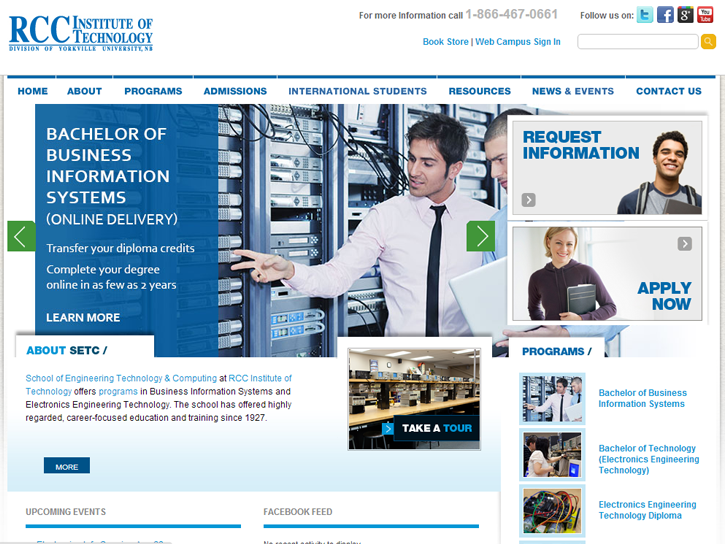 RCC INSTITUTE OF TECHNOLOGY
DIVISION OF YORKVILLE UNIVERSITY, NB
For more Information call 1-866-467-0661
Follow us on:
Book Store | Web Campus Sign In
HOME ABOUT PROGRAMS ADMISSIONS INTERNATIONAL STUDENTS RESOURCES NEWS & EVENTS CONTACT US
BACHELOR OF
BUSINESS
INFORMATION
SYSTEMS
(ONLINE DELIVERY)
Transfer your diploma credits
Complete your degree
online in as few as 2 years
LEARN MORE
REQUEST
INFORMATION
APPLY
NOW
ABOUT SETC /
School of Engineering Technology & Computing at RCC Institute of
Technology offers programs in Business Information Systems and
Electronics Engineering Technology. The school has offered highly
regarded, career-focused education and training since 1927.
MORE
TAKE A TOUR
PROGRAMS /
Bachelor of Business
Information Systems
Bachelor of Technology
(Electronics Engineering
Technology)
Electronics Engineering
Technology Diploma
UPCOMING EVENTS
FACEBOOK FEED
No recent activity to display